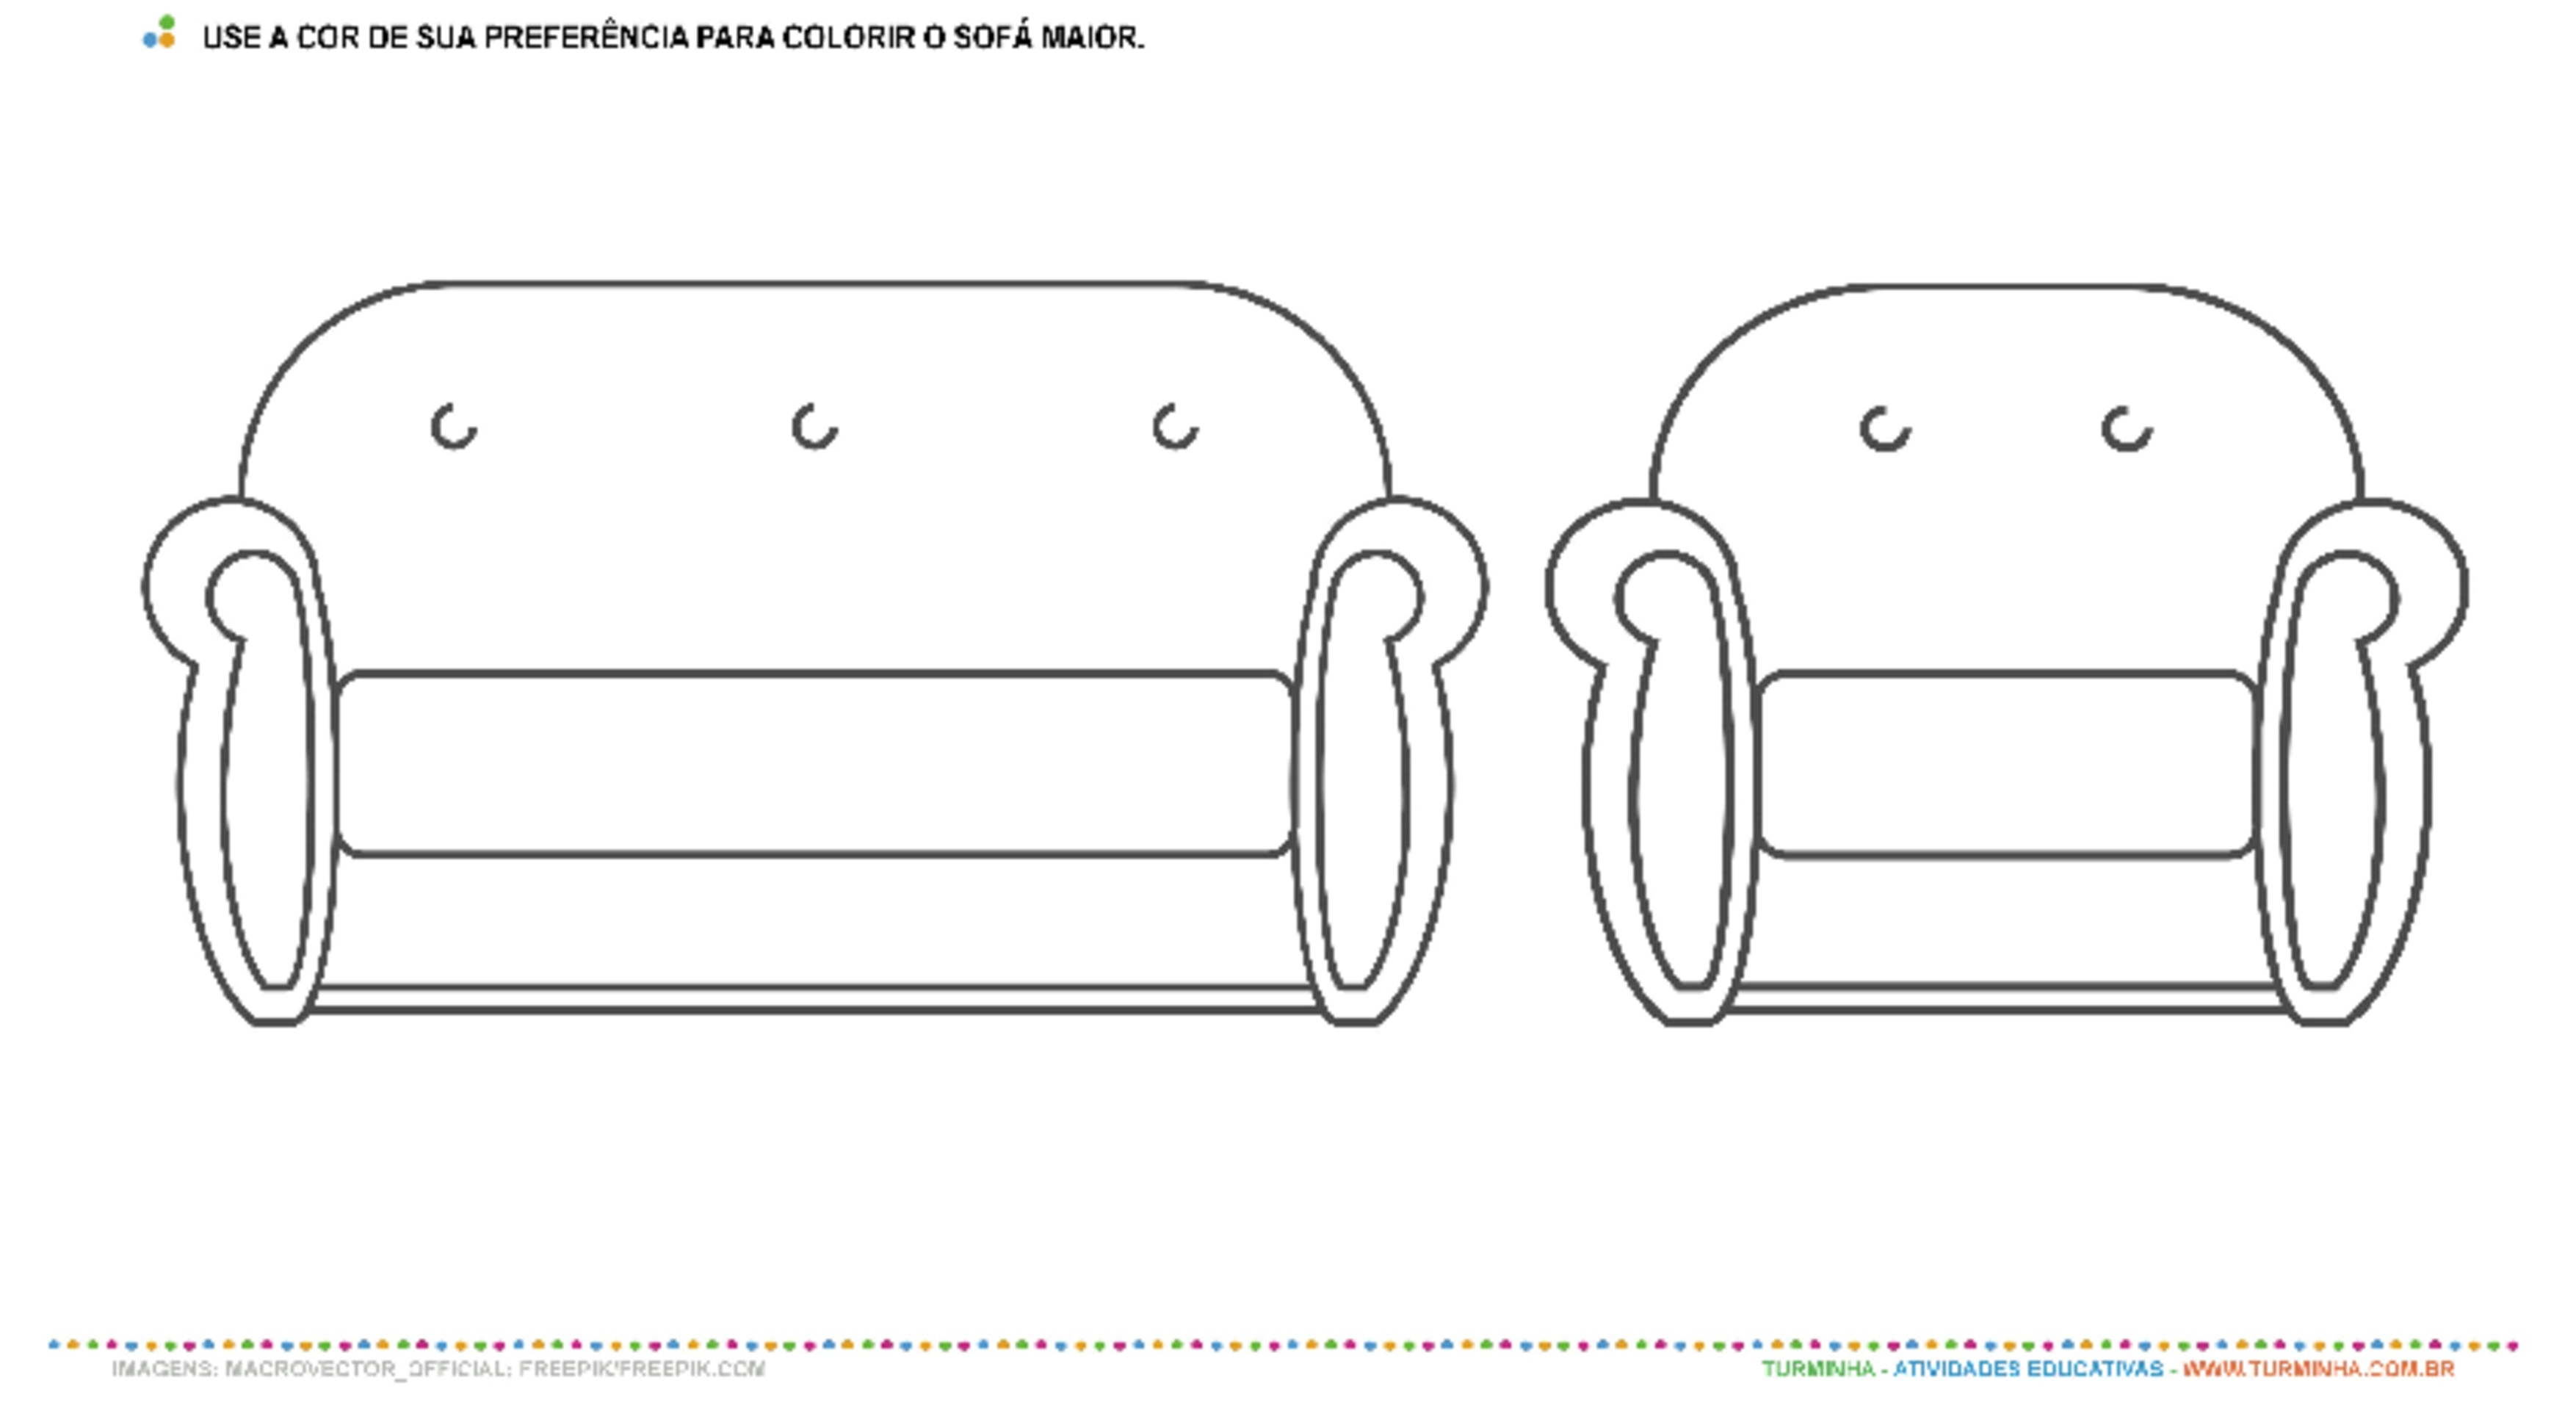 USE A COR DE SUA PREFERÊNCIA PARA COLORIR O SOFÁ MAIOR.
IMAGENS: MACROVECTOR_OFFICIAL; FREEPIK/FREEPIK.COM
TURMINHA - ATIVIDADES EDUCATIVAS - WWW.TURMINHA.COM.BR